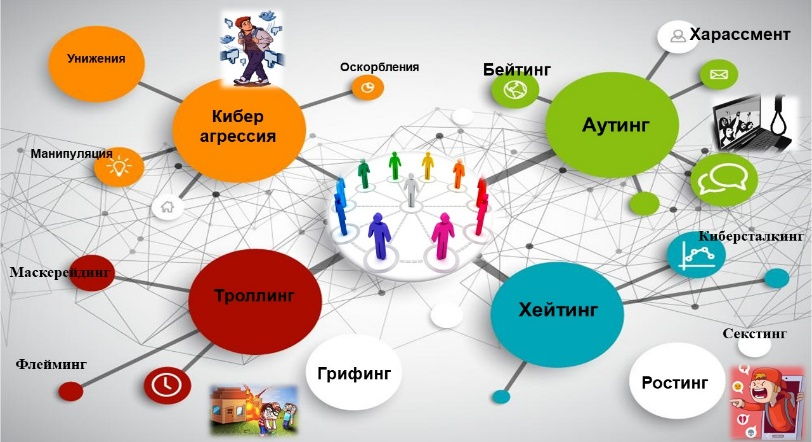 Харассмент
Унижения
Оскорбления
Бейтинг
Кибер
агрессия
Аутинг
Манипуляция
Киберсталкинг
Маскерейдинг
Троллинг
Хейтинг
Секстинг
Флейминг
Грифинг
Ростинг